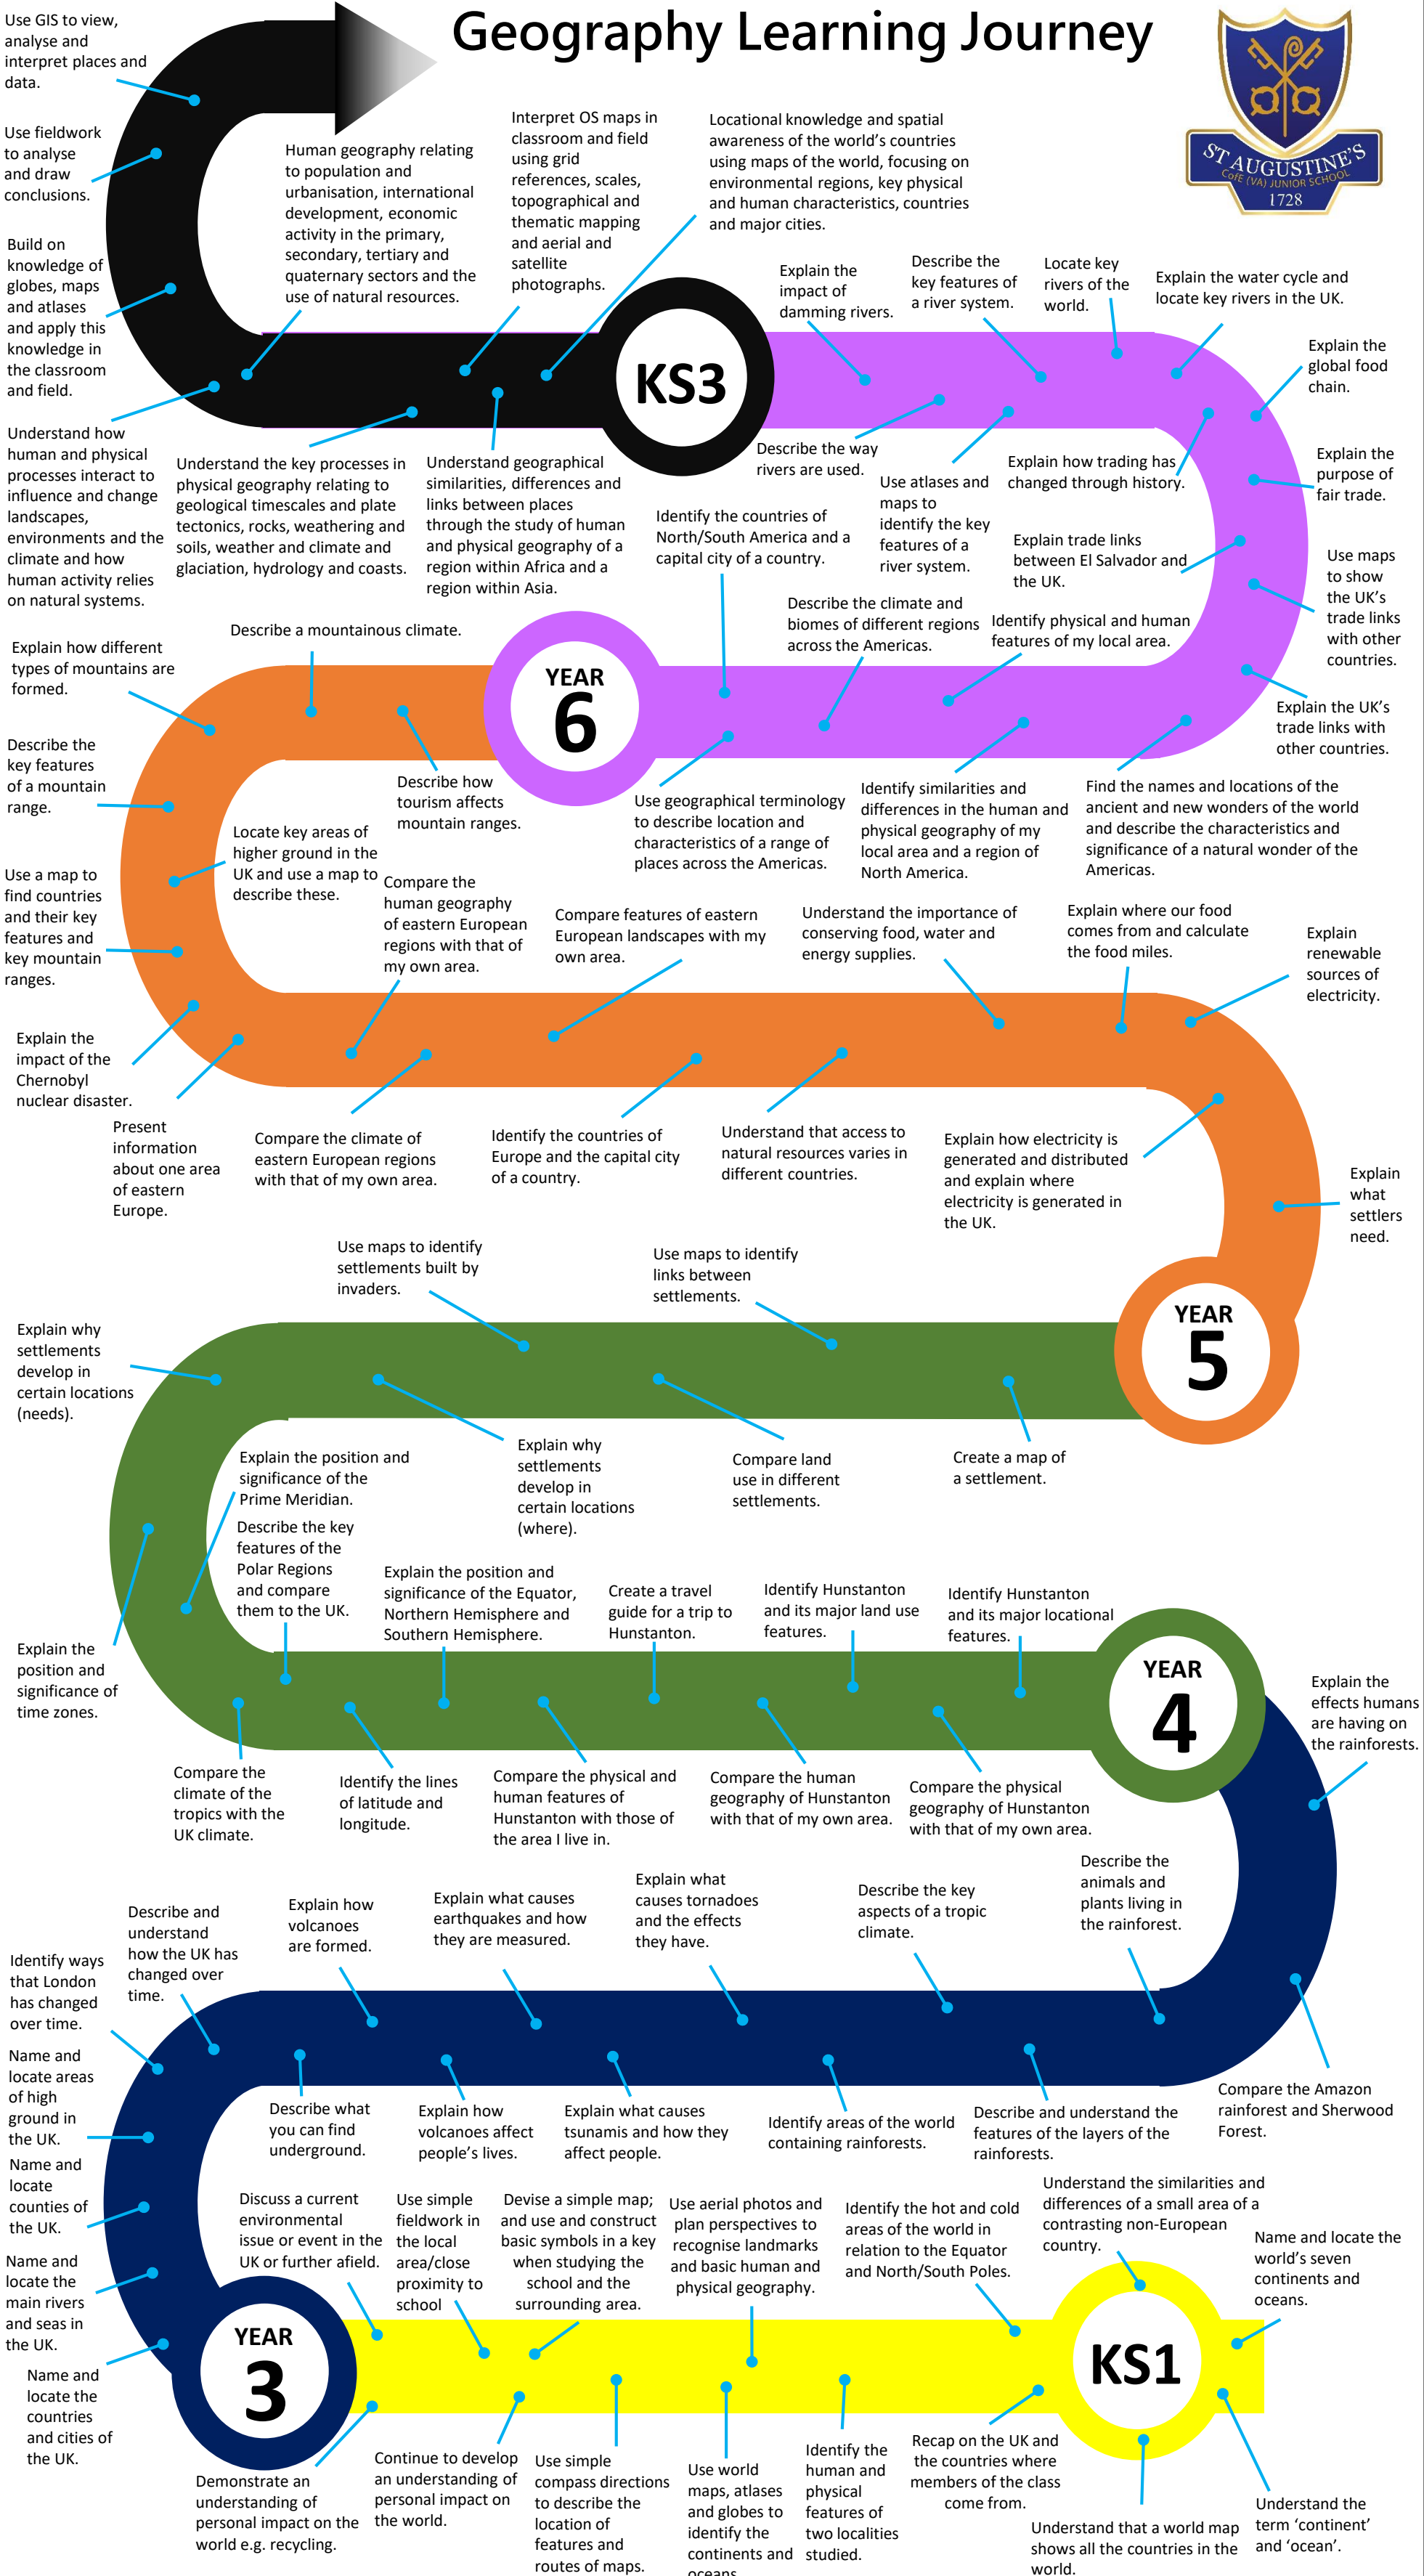 Geography Learning Journey
ST AUGUSTINE'S
CofE (VA) JUNIOR SCHOOL
1728
Use GIS to view,
analyse and
interpret places and
data.
Use fieldwork
to analyse
and draw
conclusions.
Build on
knowledge of
globes, maps
and atlases
and apply this
knowledge in
the classroom
and field.
Human geography relating
to population and
urbanisation, international
development, economic
activity in the primary,
secondary, tertiary and
quaternary sectors and the
use of natural resources.
Interpret OS maps in
classroom and field
using grid
references, scales,
topographical and
thematic mapping
and aerial and
satellite
photographs.
Locational knowledge and spatial
awareness of the world's countries
using maps of the world, focusing on
environmental regions, key physical
and human characteristics, countries
and major cities.
Explain the
impact of
damming rivers.
Describe the
key features of
a river system.
Locate key
rivers of the
world.
Explain the water cycle and
locate key rivers in the UK.
Explain the
global food
chain.
KS3
Understand how
human and physical
processes interact to
influence and change
landscapes,
environments and the
climate and how
human activity relies
on natural systems.
Understand the key processes in
physical geography relating to
geological timescales and plate
tectonics, rocks, weathering and
soils, weather and climate and
glaciation, hydrology and coasts.
Understand geographical
similarities, differences and
links between places
through the study of human
and physical geography of a
region within Africa and a
region within Asia.
Describe the way
rivers are used.
Use atlases and
maps to
identify the key
features of a
river system.
Explain how trading has
changed through history.
Explain the
purpose of
fair trade.
Identify the countries of
North/South America and a
capital city of a country.
Explain trade links
between El Salvador and
the UK.
Use maps
to show
the UK's
trade links
with other
countries.
Describe the climate and
biomes of different regions
across the Americas.
Identify physical and human
features of my local area.
Explain how different
types of mountains are
formed.
Describe a mountainous climate.
YEAR
6
Explain the UK's
trade links with
other countries.
Describe the
key features
of a mountain
range.
Describe how
tourism affects
mountain ranges.
Use geographical terminology
to describe location and
characteristics of a range of
places across the Americas.
Identify similarities and
differences in the human and
physical geography of my
local area and a region of
North America.
Find the names and locations of the
ancient and new wonders of the world
and describe the characteristics and
significance of a natural wonder of the
Americas.
Locate key areas of
higher ground in the
UK and use a map to
describe these.
Use a map to
find countries
and their key
features and
key mountain
ranges.
Compare the
human geography
of eastern European
regions with that of
my own area.
Compare features of eastern
European landscapes with my
own area.
Understand the importance of
conserving food, water and
energy supplies.
Explain where our food
comes from and calculate
the food miles.
Explain
renewable
sources of
electricity.
Explain the
impact of the
Chernobyl
nuclear disaster.
Present
information
about one area
of eastern
Europe.
Compare the climate of
eastern European regions
with that of my own area.
Identify the countries of
Europe and the capital city
of a country.
Understand that access to
natural resources varies in
different countries.
Explain how electricity is
generated and distributed
and explain where
electricity is generated in
the UK.
Explain
what
settlers
need.
Use maps to identify
settlements built by
invaders.
Use maps to identify
links between
settlements.
YEAR
5
Explain why
settlements
develop in
certain locations
(needs).
Explain why
settlements
develop in
certain locations
(where).
Compare land
use in different
settlements.
Create a map of
a settlement.
Explain the position and
significance of the
Prime Meridian.
Describe the key
features of the
Polar Regions
and compare
them to the UK.
Explain the position and
significance of the Equator,
Northern Hemisphere and
Southern Hemisphere.
Create a travel
guide for a trip to
Hunstanton.
Identify Hunstanton
and its major land use
features.
Identify Hunstanton
and its major locational
features.
YEAR
4
Explain the
position and
significance of
time zones.
Explain the
effects humans
are having on
the rainforests.
Compare the
climate of the
tropics with the
UK climate.
Identify the lines
of latitude and
longitude.
Compare the physical and
human features of
Hunstanton with those of
the area I live in.
Compare the human
geography of Hunstanton
with that of my own area.
Compare the physical
geography of Hunstanton
with that of my own area.
Identify ways
that London
has changed
over time.
Describe and
understand
how the UK has
changed over
time.
Explain how
volcanoes
are formed.
Explain what causes
earthquakes and how
they are measured.
Explain what
causes tornadoes
and the effects
they have.
Describe the key
aspects of a tropic
climate.
Describe the
animals and
plants living in
the rainforest.
Name and
locate areas
of high
ground in
the UK.
Describe what
you can find
underground.
Explain how
volcanoes affect
people's lives.
Explain what causes
tsunamis and how they
affect people.
Identify areas of the world
containing rainforests.
Describe and understand the
features of the layers of the
rainforests.
Compare the Amazon
rainforest and Sherwood
Forest.
Name and
locate
counties of
the UK.
Name and
locate the
main rivers
and seas in
the UK.
Name and
locate the
countries
and cities of
the UK.
Discuss a current
environmental
issue or event in the
UK or further afield.
Use simple
fieldwork in
the local
area/close
proximity to
school
Devise a simple map;
and use and construct
basic symbols in a key
when studying the
school and the
surrounding area.
Use aerial photos and
plan perspectives to
recognise landmarks
and basic human and
physical geography.
Identify the hot and cold
areas of the world in
relation to the Equator
and North/South Poles.
Understand the similarities and
differences of a small area of a
contrasting non-European
country.
Name and locate the
world's seven
continents and
oceans.
YEAR
3
KS1
Demonstrate an
understanding of
personal impact on the
world e.g. recycling.
Continue to develop
an understanding of
personal impact on
the world.
Use simple
compass directions
to describe the
location of
features and
routes of maps.
Use world
maps, atlases
and globes to
identify the
continents and
oceans
Identify the
human and
physical
features of
two localities
studied.
Recap on the UK and
the countries where
members of the class
come from.
Understand that a world map
shows all the countries in the
world.
Understand the
term 'continent'
and 'ocean'.